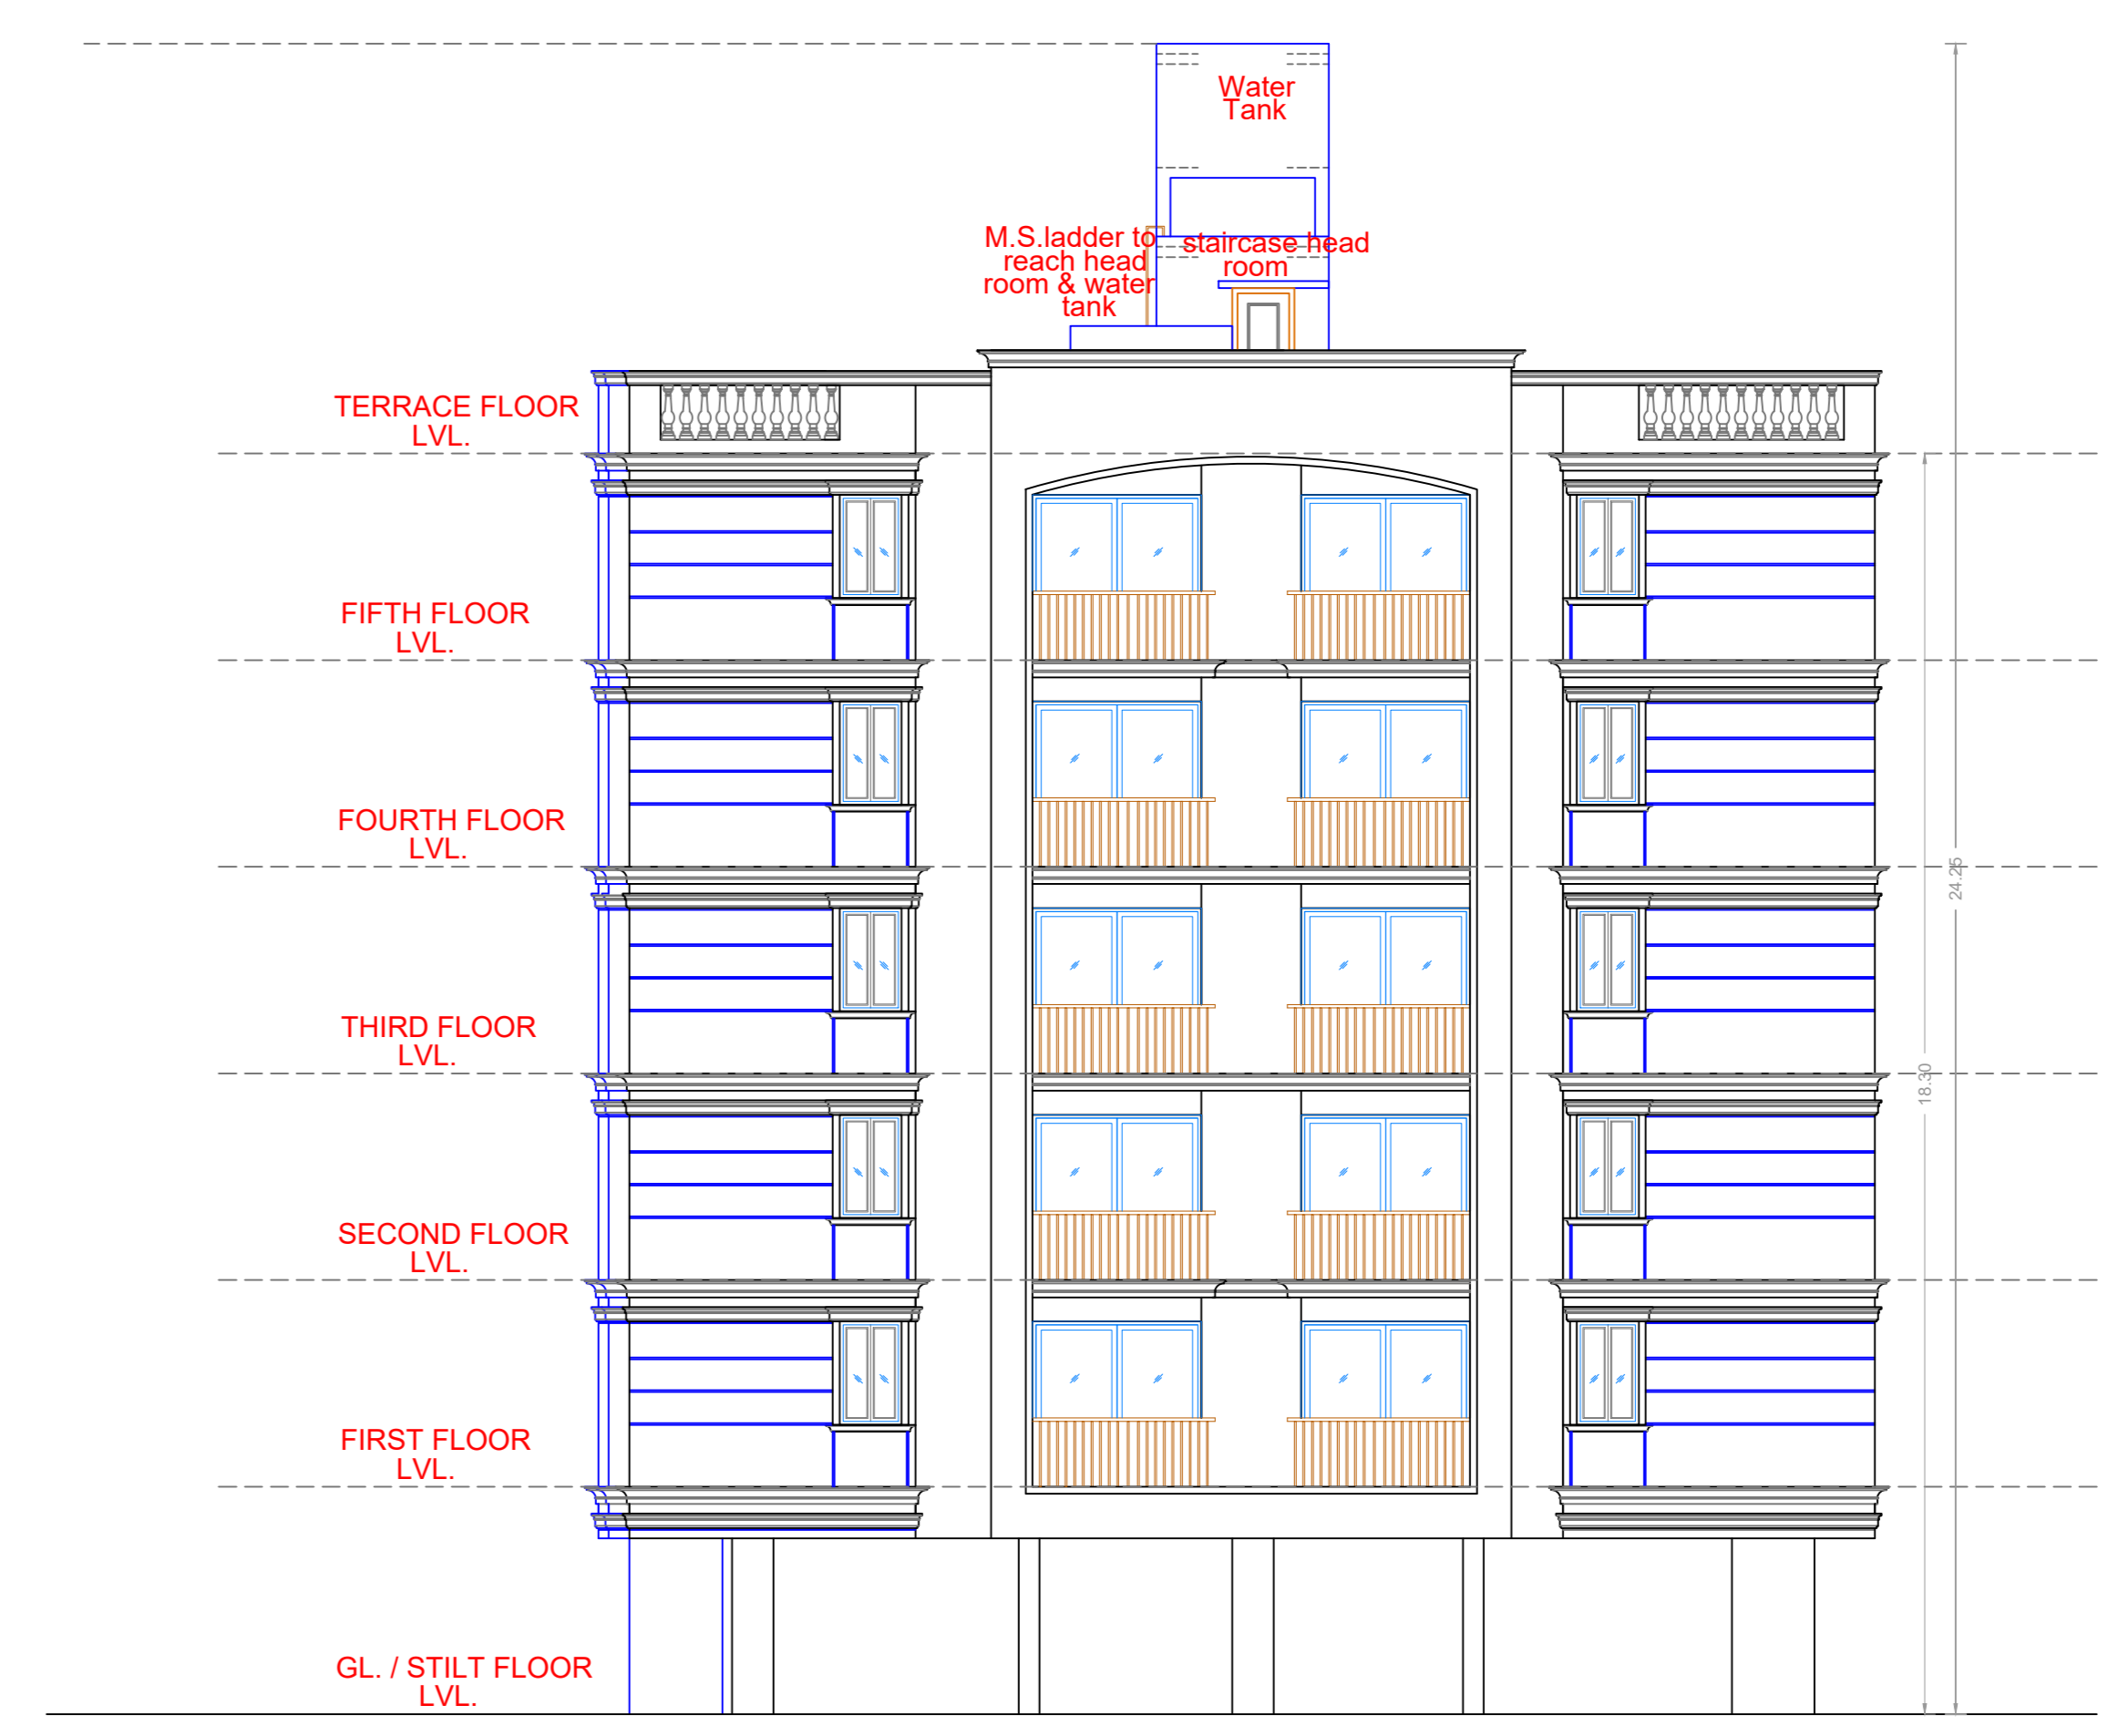 Water
Tank
M.S.ladder to
reach head
room & water
tank
staircase head
room
TERRACE FLOOR
LVL.
FIFTH FLOOR
LVL.
FOURTH FLOOR
LVL.
24.25
THIRD FLOOR
LVL.
18.30
SECOND FLOOR
LVL.
FIRST FLOOR
LVL.
GL. / STILT FLOOR
LVL.